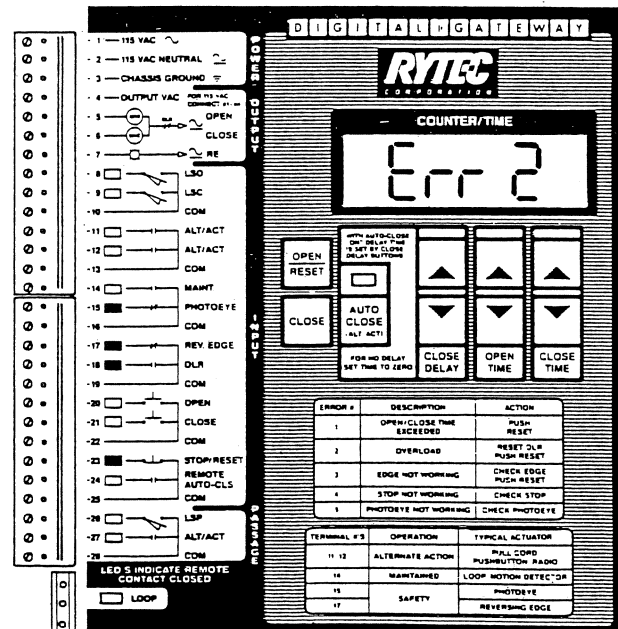 DIGITAL GATEWAY
RYTEC
CORPORATION
COUNTER/TIME
Err 2
1 115 VAC
2 115 VAC NEUTRAL
3 CHASSIS GROUND
4 OUTPUT VAC
FOR 115 VAC
5 OPEN
6 CLOSE
7 RE
8 LSO
9 LSC
10 COM
11 ALT/ACT
12 ALT/ACT
13 COM
14 MAINT
15 PHOTOEYE
16 COM
17 REV. EDGE
18 DLR
19 COM
20 OPEN
21 CLOSE
22 COM
23 STOP/RESET
24 REMOTE
AUTO-CLS
25 COM
26 LSP
27 ALT/ACT
28 COM
POWER
OUTPUT
INPUT
PASSAGE
LED'S INDICATE REMOTE
CONTACT CLOSED
LOOP
OPEN
RESET
CLOSE
WITH AUTO-CLOSE
"ON" DELAY TIME
IS SET BY CLOSE
DELAY BUTTONS
AUTO
CLOSE
(ALT. ACT)
FOR NO DELAY
SET TIME TO ZERO
CLOSE
DELAY
OPEN
TIME
CLOSE
TIME
ERROR # DESCRIPTION ACTION
1 OPEN/CLOSE TIME EXCEEDED PUSH RESET
2 OVERLOAD RESET OLR PUSH RESET
3 EDGE NOT WORKING CHECK EDGE PUSH RESET
4 STOP NOT WORKING CHECK STOP
5 PHOTOEYE NOT WORKING CHECK PHOTOEYE
TERMINAL #'S OPERATION TYPICAL ACTUATOR
11 12 ALTERNATE ACTION PULL CORD PUSHBUTTON RADIO
14 MAINTAINED LOOP MOTION DETECTOR
15 SAFETY PHOTOEYE
17 REVERSING EDGE